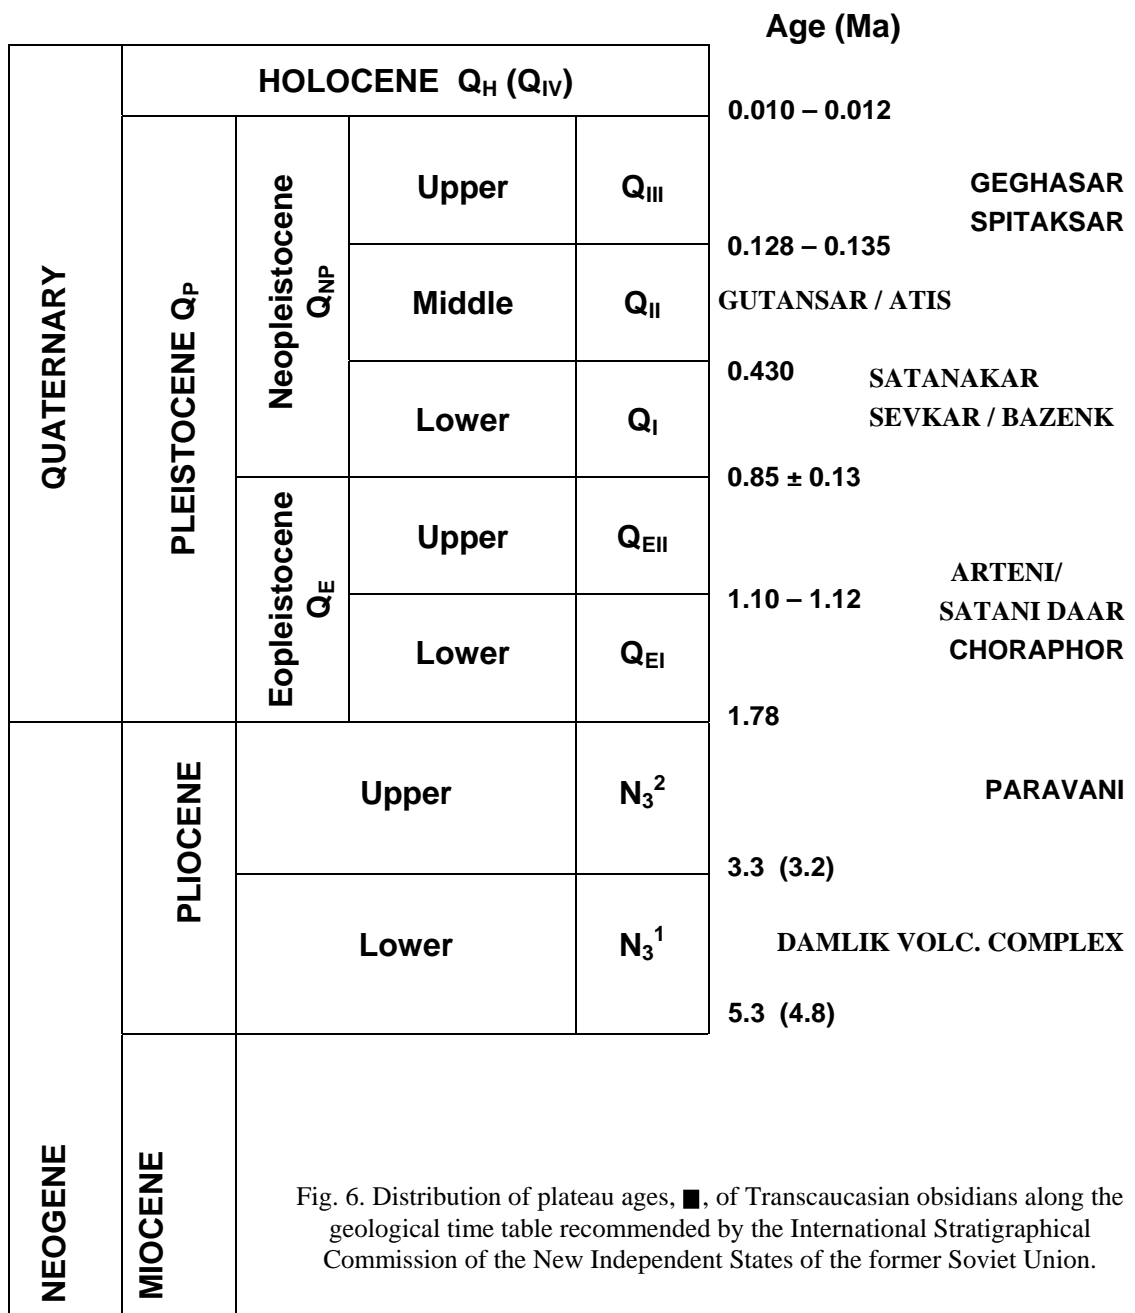 Age (Ma)
HOLOCENE Q_H (Q_IV)
0.010 – 0.012
QUATERNARY
PLEISTOCENE Q_P
Neopleistocene
Q_NP
Upper
Q_III
GEGHASAR
SPITAKSAR
0.128 – 0.135
Middle
Q_II
GUTANSAR / ATIS
0.430
Lower
Q_I
SATANAKAR
SEVKAR / BAZENK
0.85 ± 0.13
Eopleistocene
Q_E
Upper
Q_EII
ARTENI/
1.10 – 1.12
SATANI DAAR
Lower
Q_EI
CHORAPHOR
1.78
NEOGENE
PLIOCENE
Upper
N_3^2
PARAVANI
3.3 (3.2)
Lower
N_3^1
DAMLIK VOLC. COMPLEX
5.3 (4.8)
MIOCENE
Fig. 6. Distribution of plateau ages, ■, of Transcaucasian obsidians along the
geological time table recommended by the International Stratigraphical
Commission of the New Independent States of the former Soviet Union.